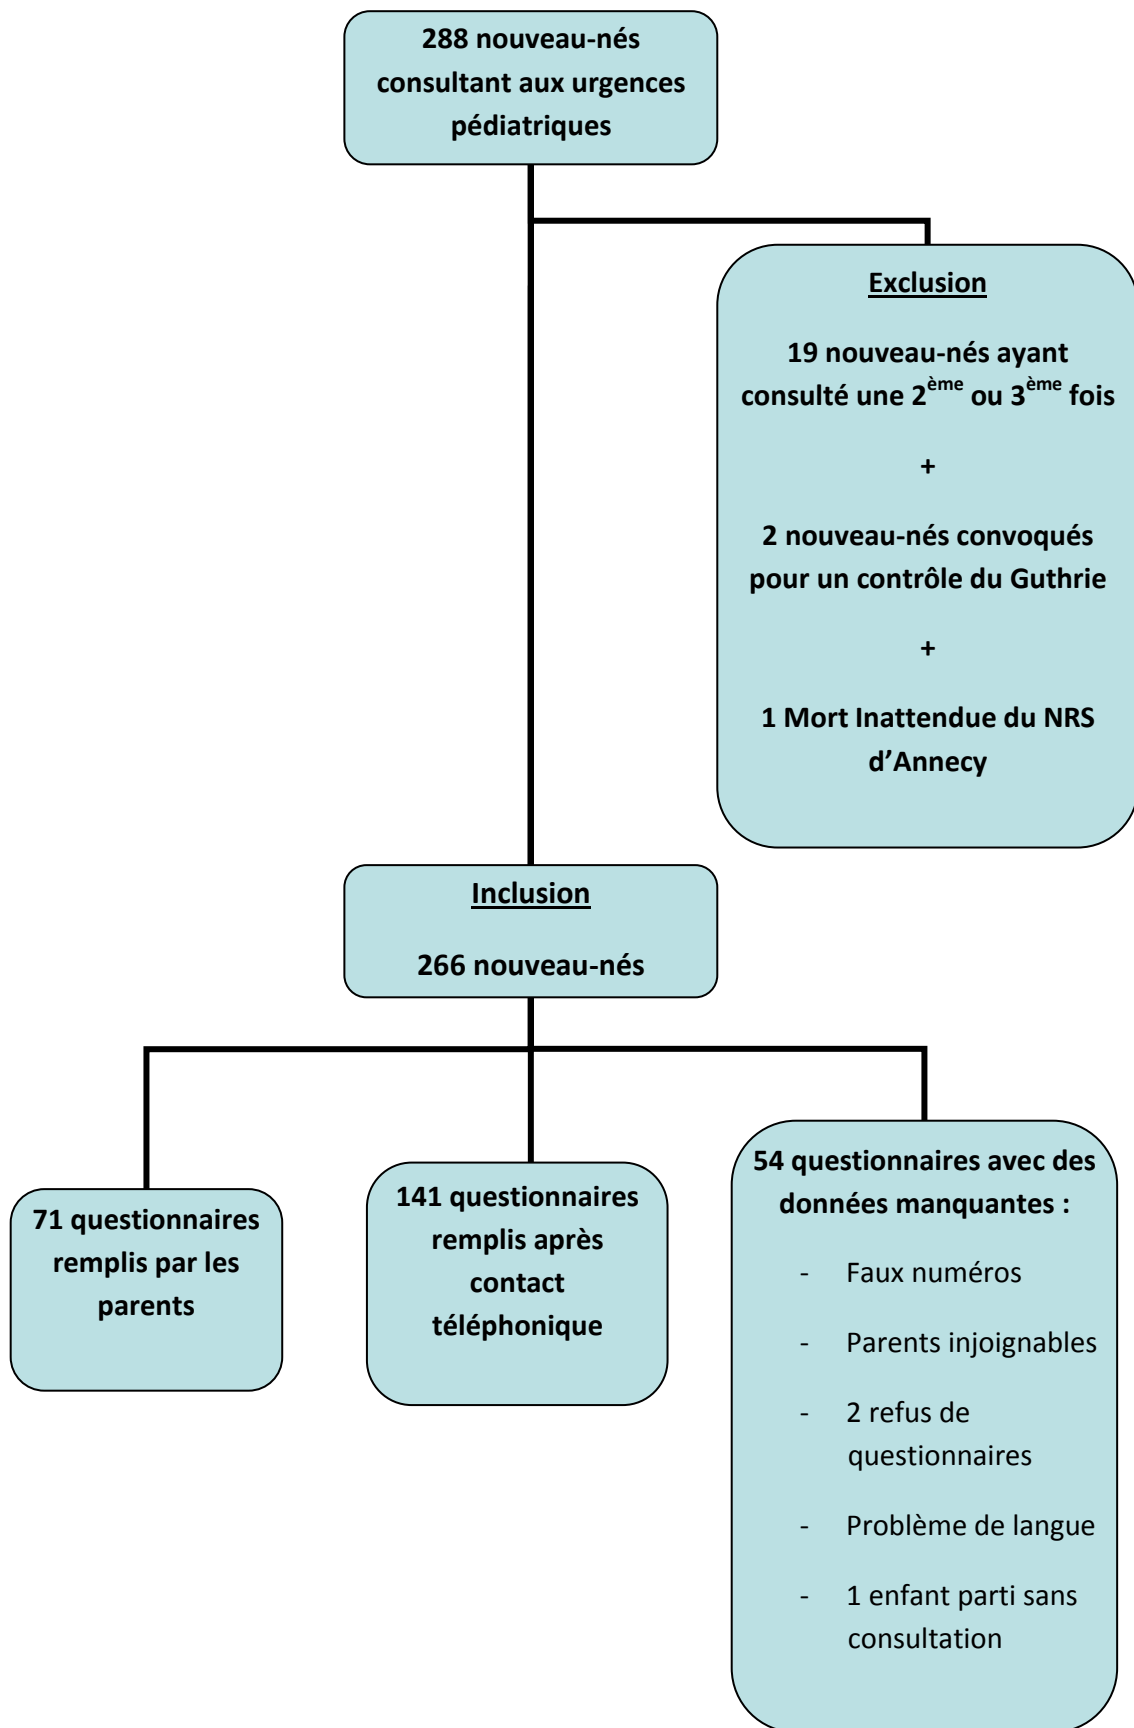 288 nouveau-nés
consultant aux urgences
pédiatriques
Exclusion
19 nouveau-nés ayant
consulté une 2ème ou 3ème fois
+
2 nouveau-nés convoqués
pour un contrôle du Guthrie
+
1 Mort Inattendue du NRS
d’Annecy
Inclusion
266 nouveau-nés
71 questionnaires
remplis par les
parents
141 questionnaires
remplis après
contact
téléphonique
54 questionnaires avec des
données manquantes :
- Faux numéros
- Parents injoignables
- 2 refus de
questionnaires
- Problème de langue
- 1 enfant parti sans
consultation